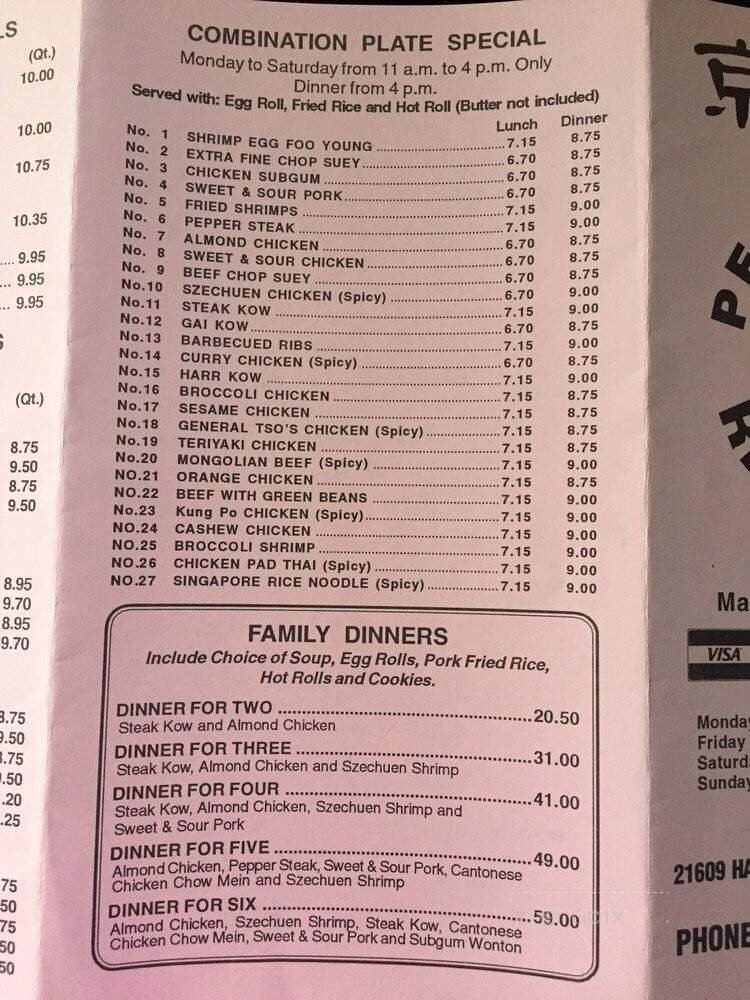 (Qt.)
10.00
10.00
10.75
10.35
.... 9.95
... 9.95
... 9.95
(Qt.)
8.75
9.50
8.75
9.50
8.95
9.70
8.95
9.70
COMBINATION PLATE SPECIAL
Monday to Saturday from 11 a.m. to 4 p.m. Only
Dinner from 4 p.m.
Served with: Egg Roll, Fried Rice and Hot Roll (Butter not included)
Lunch Dinner
No. 1 SHRIMP EGG FOO YOUNG 7.15 8.75
No. 2 EXTRA FINE CHOP SUEY 6.70 8.75
No. 3 CHICKEN SUBGUM 6.70 8.75
No. 4 SWEET & SOUR PORK 6.70 8.75
No. 5 FRIED SHRIMPS 7.15 9.00
No. 6 PEPPER STEAK 7.15 9.00
No. 7 ALMOND CHICKEN 6.70 8.75
No. 8 SWEET & SOUR CHICKEN 6.70 8.75
No. 9 BEEF CHOP SUEY 6.70 8.75
No.10 SZECHUEN CHICKEN (Spicy) 6.70 9.00
No.11 STEAK KOW 7.15 9.00
No.12 GAI KOW 6.70 8.75
No.13 BARBECUED RIBS 7.15 9.00
No.14 CURRY CHICKEN (Spicy) 6.70 8.75
No.15 HARR KOW 7.15 9.00
No.16 BROCCOLI CHICKEN 7.15 8.75
No.17 SESAME CHICKEN 7.15 8.75
No.18 GENERAL TSO'S CHICKEN (Spicy) 7.15 8.75
No.19 TERIYAKI CHICKEN 7.15 8.75
No.20 MONGOLIAN BEEF (Spicy) 7.15 9.00
NO.21 ORANGE CHICKEN 7.15 8.75
NO.22 BEEF WITH GREEN BEANS 7.15 9.00
No.23 Kung Po CHICKEN (Spicy) 7.15 9.00
NO.24 CASHEW CHICKEN 7.15 9.00
NO.25 BROCCOLI SHRIMP 7.15 9.00
NO.26 CHICKEN PAD THAI (Spicy) 7.15 9.00
NO.27 SINGAPORE RICE NOODLE (Spicy) 7.15 9.00
FAMILY DINNERS
Include Choice of Soup, Egg Rolls, Pork Fried Rice,
Hot Rolls and Cookies.
DINNER FOR TWO 20.50
Steak Kow and Almond Chicken
DINNER FOR THREE 31.00
Steak Kow, Almond Chicken and Szechuen Shrimp
DINNER FOR FOUR 41.00
Steak Kow, Almond Chicken, Szechuen Shrimp and
Sweet & Sour Pork
DINNER FOR FIVE 49.00
Almond Chicken, Pepper Steak, Sweet & Sour Pork, Cantonese
Chicken Chow Mein and Szechuen Shrimp
DINNER FOR SIX 59.00
Almond Chicken, Szechuen Shrimp, Steak Kow, Cantonese
Chicken Chow Mein, Sweet & Sour Pork and Subgum Wonton
VISA
Monday
Friday
Saturd
Sunday
21609 HA
PHONE